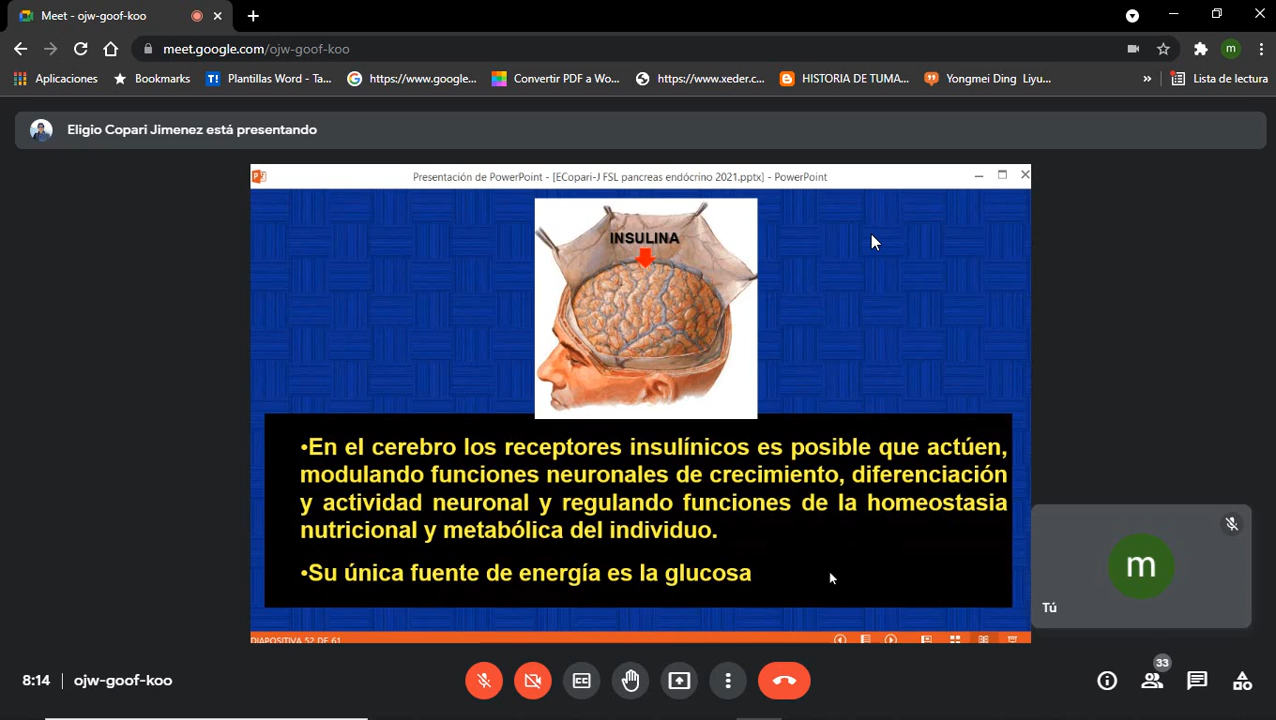 Meet - ojw-goof-koo
meet.google.com/ojw-goof-koo
m
Aplicaciones
Bookmarks
T! Plantillas Word - Ta...
https://www.google...
Convertir PDF a Wo...
https://www.xeder.c...
HISTORIA DE TUMA...
Yongmei Ding Liyu...
»
Lista de lectura
Eligio Copari Jimenez está presentando
Presentación de PowerPoint - [ECopari-J FSL pancreas endócrino 2021.pptx] - PowerPoint
INSULINA
•En el cerebro los receptores insulínicos es posible que actúen,
modulando funciones neuronales de crecimiento, diferenciación
y actividad neuronal y regulando funciones de la homeostasia
nutricional y metabólica del individuo.
•Su única fuente de energía es la glucosa
m
Tú
DIAPOSITIVA 52 DE 61
8:14 | ojw-goof-koo
33